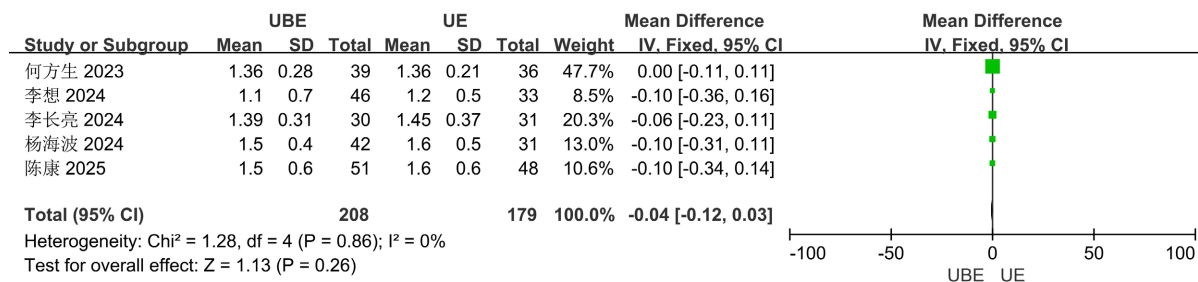 UBE UE Mean Difference Mean Difference
Study or Subgroup Mean SD Total Mean SD Total Weight IV, Fixed, 95% CI IV, Fixed, 95% CI
何方生 2023 1.36 0.28 39 1.36 0.21 36 47.7% 0.00 [-0.11, 0.11]
李想 2024 1.1 0.7 46 1.2 0.5 33 8.5% -0.10 [-0.36, 0.16]
李长亮 2024 1.39 0.31 30 1.45 0.37 31 20.3% -0.06 [-0.23, 0.11]
杨海波 2024 1.5 0.4 42 1.6 0.5 31 13.0% -0.10 [-0.31, 0.11]
陈康 2025 1.5 0.6 51 1.6 0.6 48 10.6% -0.10 [-0.34, 0.14]
Total (95% CI) 208 179 100.0% -0.04 [-0.12, 0.03]
Heterogeneity: Chi² = 1.28, df = 4 (P = 0.86); I² = 0%
Test for overall effect: Z = 1.13 (P = 0.26)
-100 -50 0 50 100
UBE UE